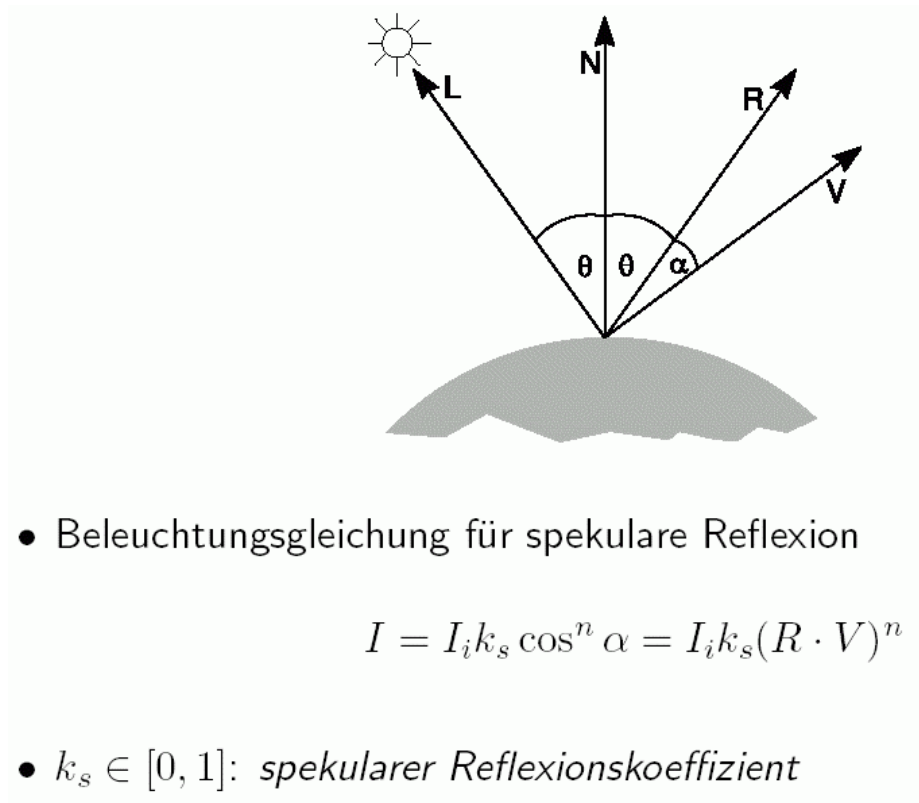 L
N
R
V
θ θ α
• Beleuchtungsgleichung für spekulare Reflexion
I = I_i k_s cos^n α = I_i k_s (R · V)^n
• k_s ∈ [0, 1]: spekularer Reflexionskoeffizient